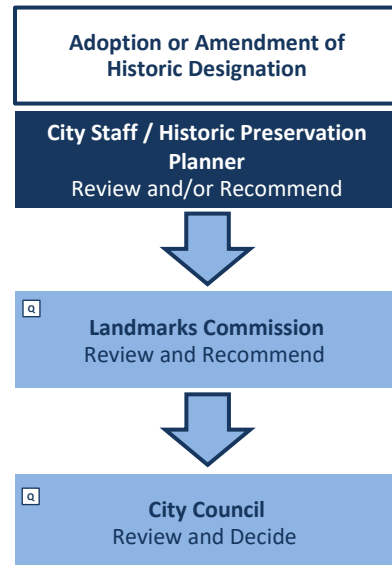 Adoption or Amendment of
Historic Designation
City Staff / Historic Preservation
Planner
Review and/or Recommend
Q
Landmarks Commission
Review and Recommend
Q
City Council
Review and Decide